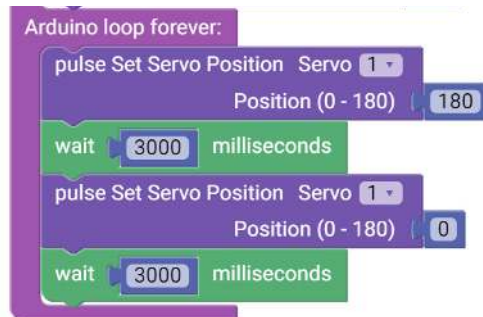 Arduino loop forever:
pulse Set Servo Position Servo 1
Position (0 - 180) 180
wait 3000 milliseconds
pulse Set Servo Position Servo 1
Position (0 - 180) 0
wait 3000 milliseconds